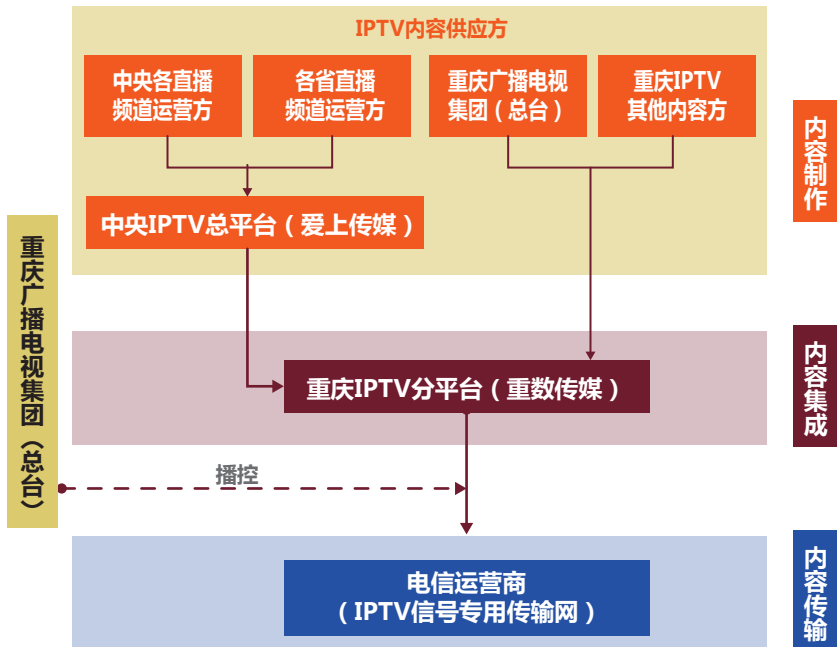 IPTV内容供应方
中央各直播
频道运营方
各省直播
频道运营方
重庆广播电视
集团（总台）
重庆IPTV
其他内容方
内容制作
中央IPTV总平台（爱上传媒）
重庆广播电视集团（总台）
重庆IPTV分平台（重数传媒）
内容集成
播控
电信运营商
（IPTV信号专用传输网）
内容传输